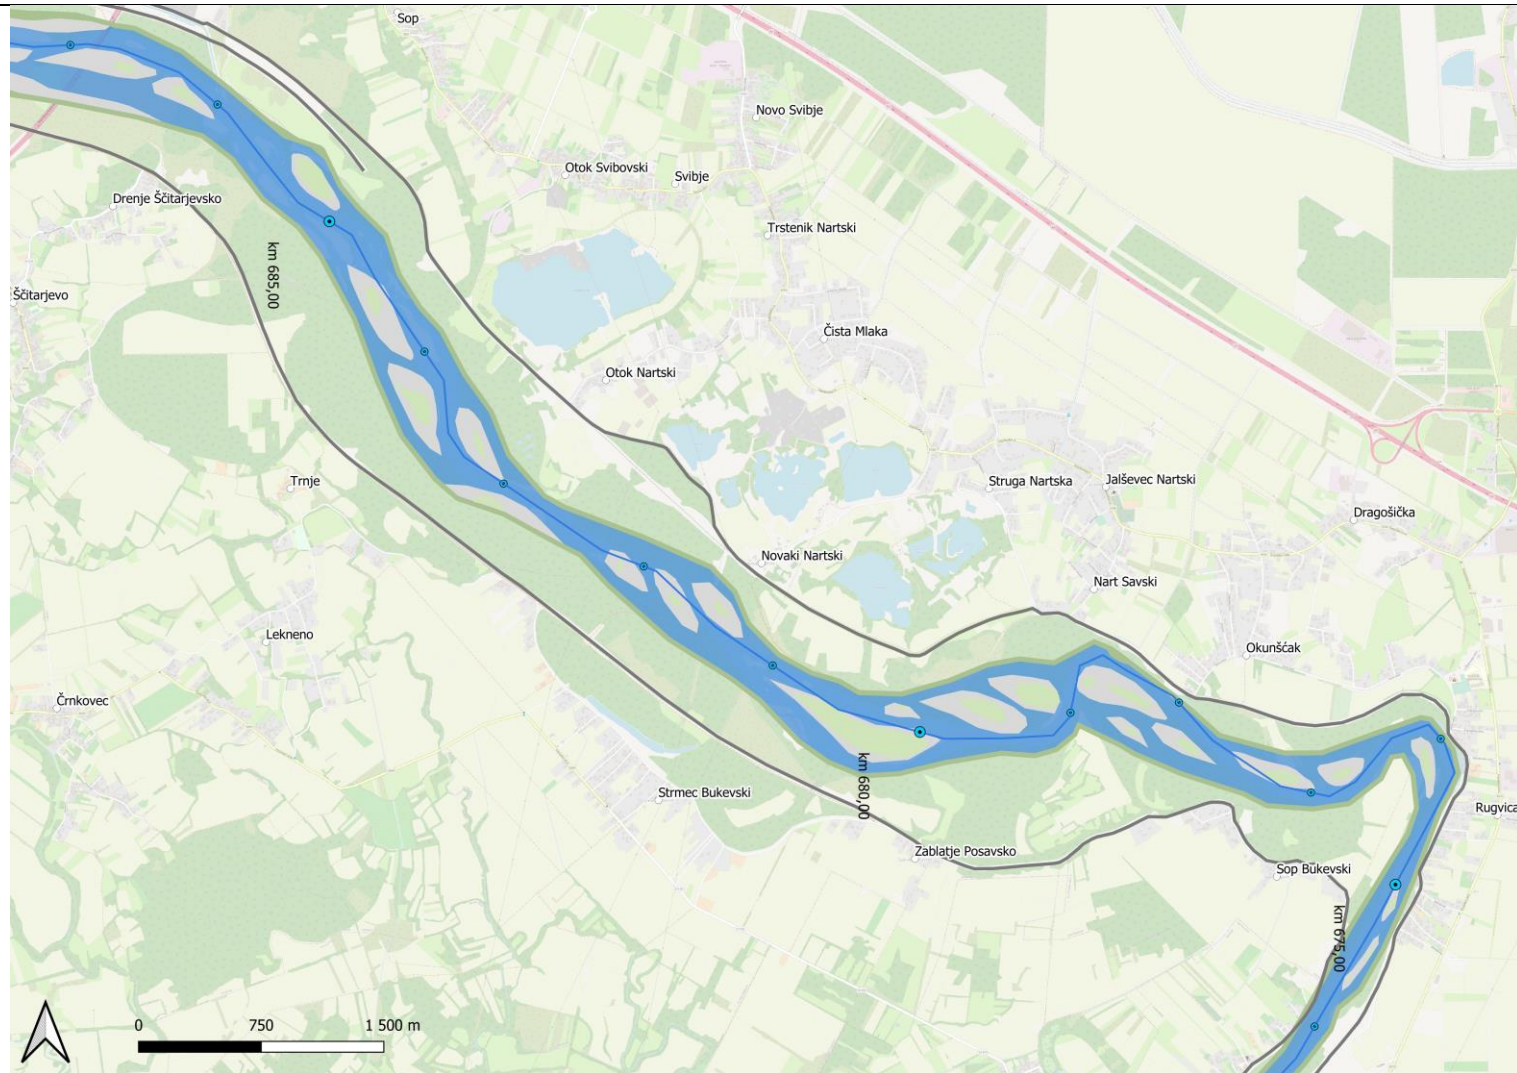 Sop
Novo Svibje
Otok Svibovski
Svibje
Drenje Ščitarjevsko
Trstenik Nartski
km 685,00
Ščitarjevo
Čista Mlaka
Otok Nartski
Trnje
Struga Nartska
Jalševec Nartski
Dragošička
Novaki Nartski
Nart Savski
Lekneno
Okunšćak
Črnkovec
km 680,00
Strmec Bukevski
Rugvica
Zablatje Posavsko
Sop Bukevski
km 675,00
0 750 1 500 m